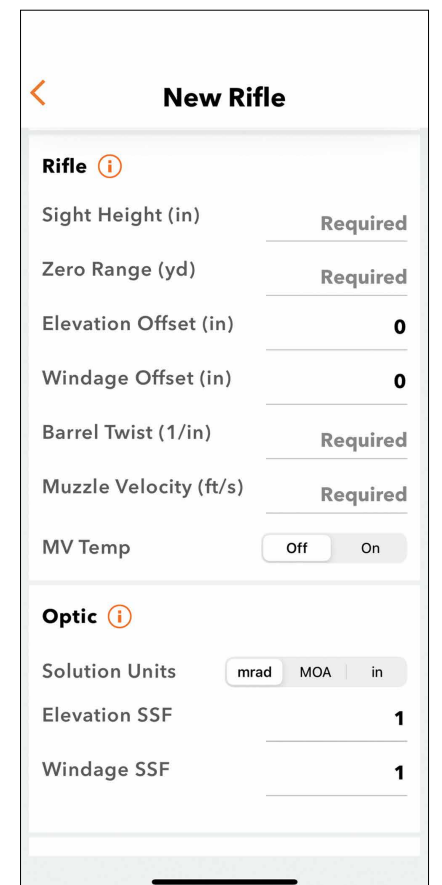 New Rifle
Rifle
Sight Height (in) Required
Zero Range (yd) Required
Elevation Offset (in) 0
Windage Offset (in) 0
Barrel Twist (1/in) Required
Muzzle Velocity (ft/s) Required
MV Temp Off On
Optic
Solution Units mrad MOA in
Elevation SSF 1
Windage SSF 1